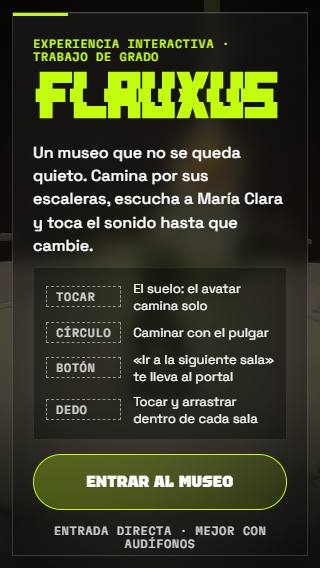 EXPERIENCIA INTERACTIVA ·
TRABAJO DE GRADO
FLAUXUS
Un museo que no se queda
quieto. Camina por sus
escaleras, escucha a María Clara
y toca el sonido hasta que
cambie.
TOCAR El suelo: el avatar
camina solo
CÍRCULO Caminar con el pulgar
BOTÓN «Ir a la siguiente sala»
te lleva al portal
DEDO Tocar y arrastrar
dentro de cada sala
ENTRAR AL MUSEO
ENTRADA DIRECTA · MEJOR CON
AUDÍFONOS